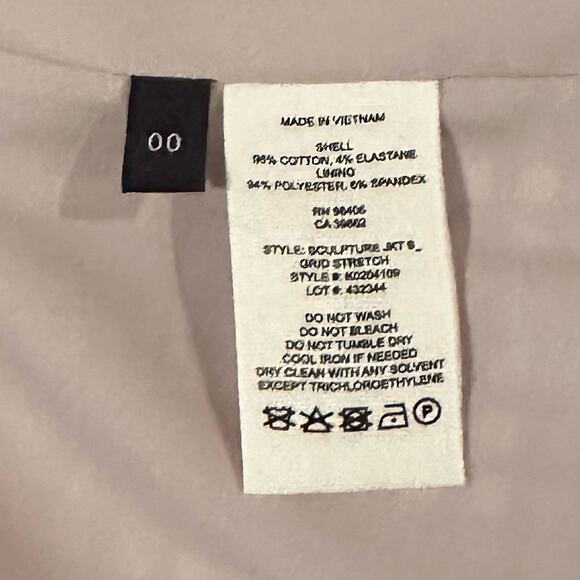 00
MADE IN VIETNAM
SHELL
96% COTTON, 4% ELASTANE
LINING
94% POLYESTER, 6% SPANDEX
RN 98406
CA 39862
STYLE: SCULPTURE JKT S_
GRID STRETCH
STYLE #: K0204109
LOT #: 432344
DO NOT WASH
DO NOT BLEACH
DO NOT TUMBLE DRY
COOL IRON IF NEEDED
DRY CLEAN WITH ANY SOLVENT
EXCEPT TRICHLOROETHYLENE
P